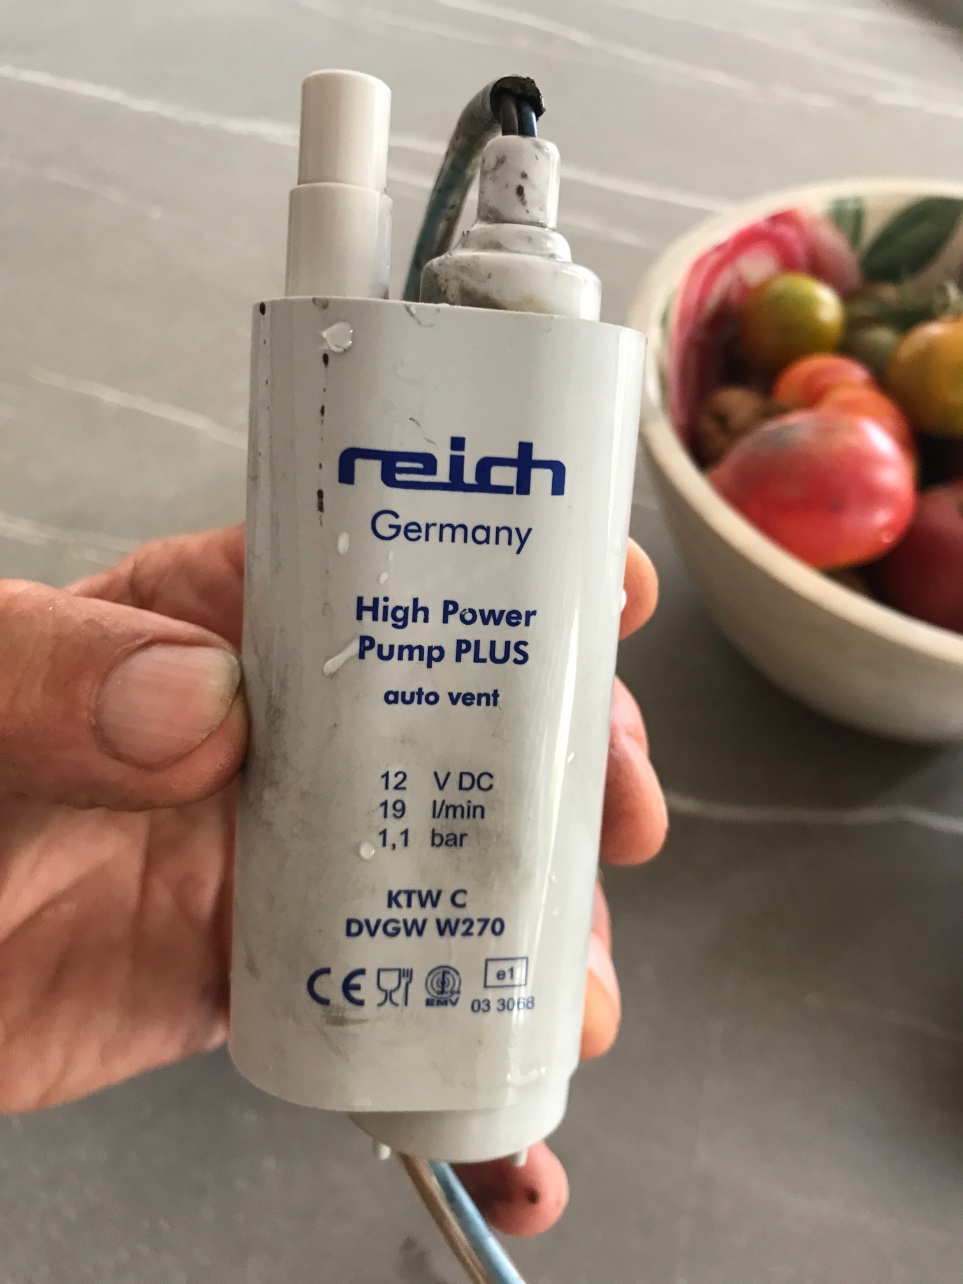 reich
Germany
High Power
Pump PLUS
auto vent
12 V DC
19 l/min
1,1 bar
KTW C
DVGW W270
CE EMV e1
03 3068